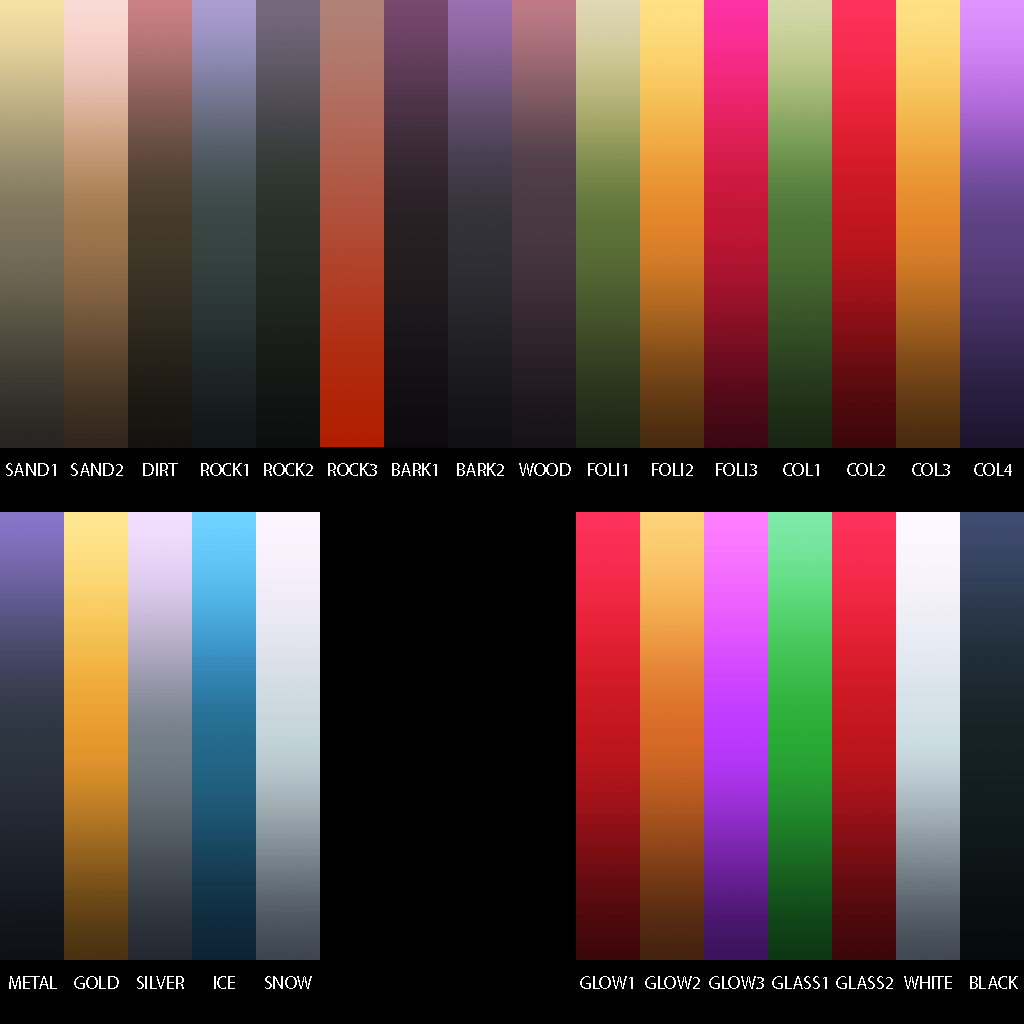 SAND1 SAND2 DIRT ROCK1 ROCK2 ROCK3 BARK1 BARK2 WOOD FOLI1 FOLI2 FOLI3 COL1 COL2 COL3 COL4
METAL GOLD SILVER ICE SNOW GLOW1 GLOW2 GLOW3 GLASS1 GLASS2 WHITE BLACK